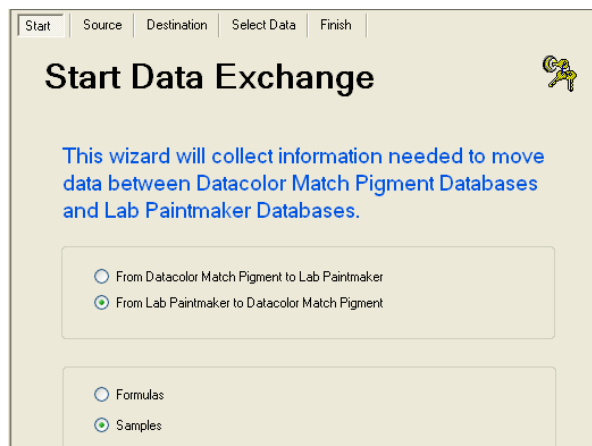 Start Source Destination Select Data Finish
Start Data Exchange
This wizard will collect information needed to move
data between Datacolor Match Pigment Databases
and Lab Paintmaker Databases.
From Datacolor Match Pigment to Lab Paintmaker
From Lab Paintmaker to Datacolor Match Pigment
Formulas
Samples